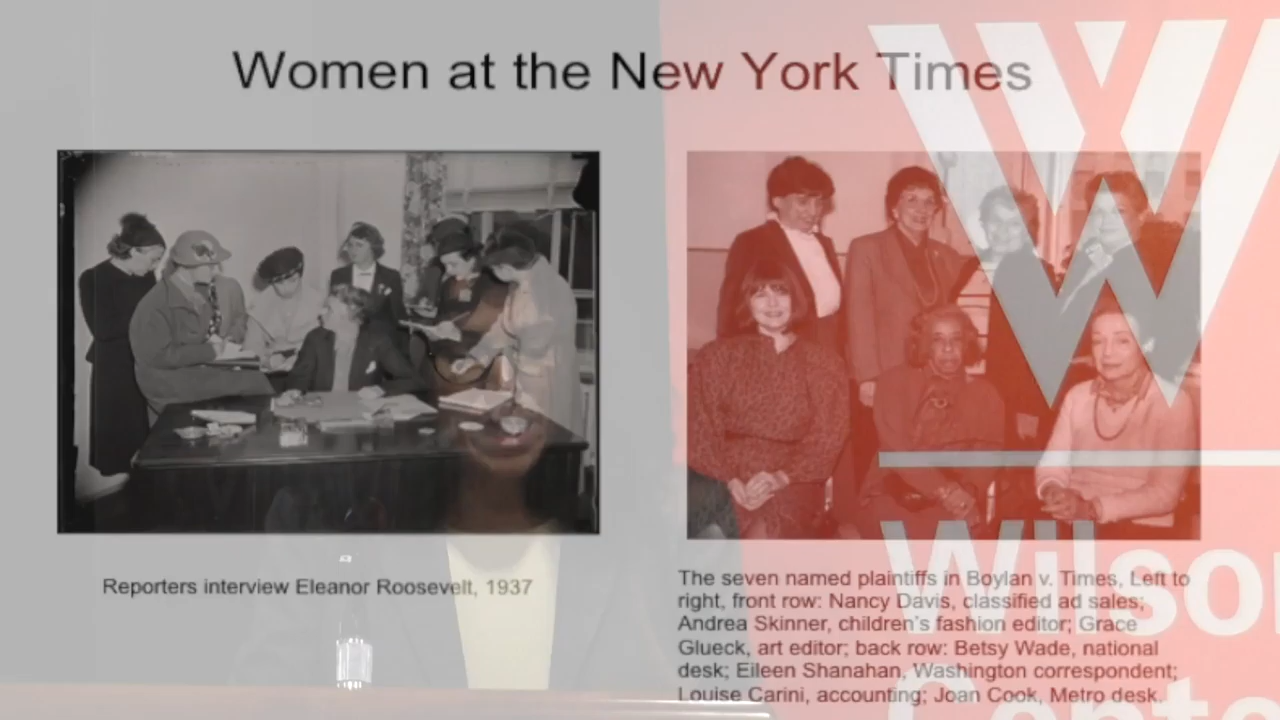 Women at the New York Times
Reporters interview Eleanor Roosevelt, 1937
The seven named plaintiffs in Boylan v. Times, Left to
right, front row: Nancy Davis, classified ad sales;
Andrea Skinner, children's fashion editor; Grace
Glueck, art editor; back row: Betsy Wade, national
desk; Eileen Shanahan, Washington correspondent;
Louise Carini, accounting; Joan Cook, Metro desk.
W
Wilso
Cente